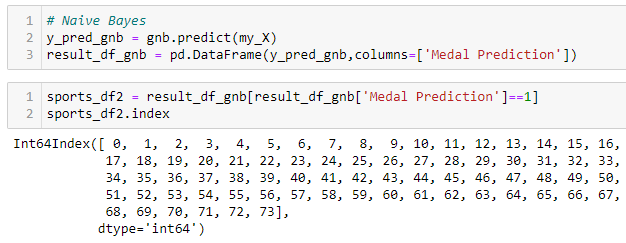 1 # Naive Bayes
2 y_pred_gnb = gnb.predict(my_X)
3 result_df_gnb = pd.DataFrame(y_pred_gnb,columns=['Medal Prediction'])
1 sports_df2 = result_df_gnb[result_df_gnb['Medal Prediction']==1]
2 sports_df2.index
Int64Index([ 0, 1, 2, 3, 4, 5, 6, 7, 8, 9, 10, 11, 12, 13, 14, 15, 16,
17, 18, 19, 20, 21, 22, 23, 24, 25, 26, 27, 28, 29, 30, 31, 32, 33,
34, 35, 36, 37, 38, 39, 40, 41, 42, 43, 44, 45, 46, 47, 48, 49, 50,
51, 52, 53, 54, 55, 56, 57, 58, 59, 60, 61, 62, 63, 64, 65, 66, 67,
68, 69, 70, 71, 72, 73],
dtype='int64')